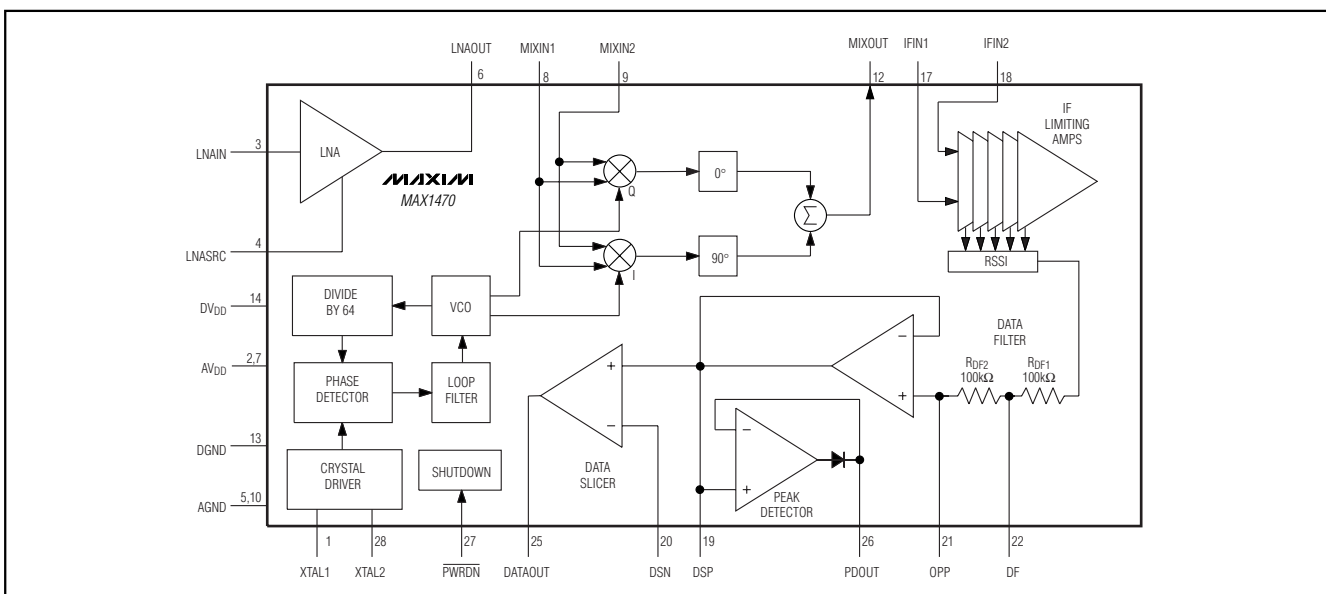 LNAOUT
MIXIN1
MIXIN2
MIXOUT
IFIN1
IFIN2
6
8
9
12
17
18
IF
LIMITING
AMPS
LNAIN
3
LNA
MAXIM
MAX1470
Q
0°
Σ
LNASRC
4
I
90°
RSSI
DVDD
14
DIVIDE
BY 64
VCO
DATA
FILTER
AVDD
2,7
PHASE
DETECTOR
LOOP
FILTER
+
−
−
+
RDF2
100kΩ
RDF1
100kΩ
DGND
13
CRYSTAL
DRIVER
SHUTDOWN
DATA
SLICER
−
+
PEAK
DETECTOR
AGND
5,10
1
28
27
25
20
19
26
21
22
XTAL1
XTAL2
PWRDN
DATAOUT
DSN
DSP
PDOUT
OPP
DF